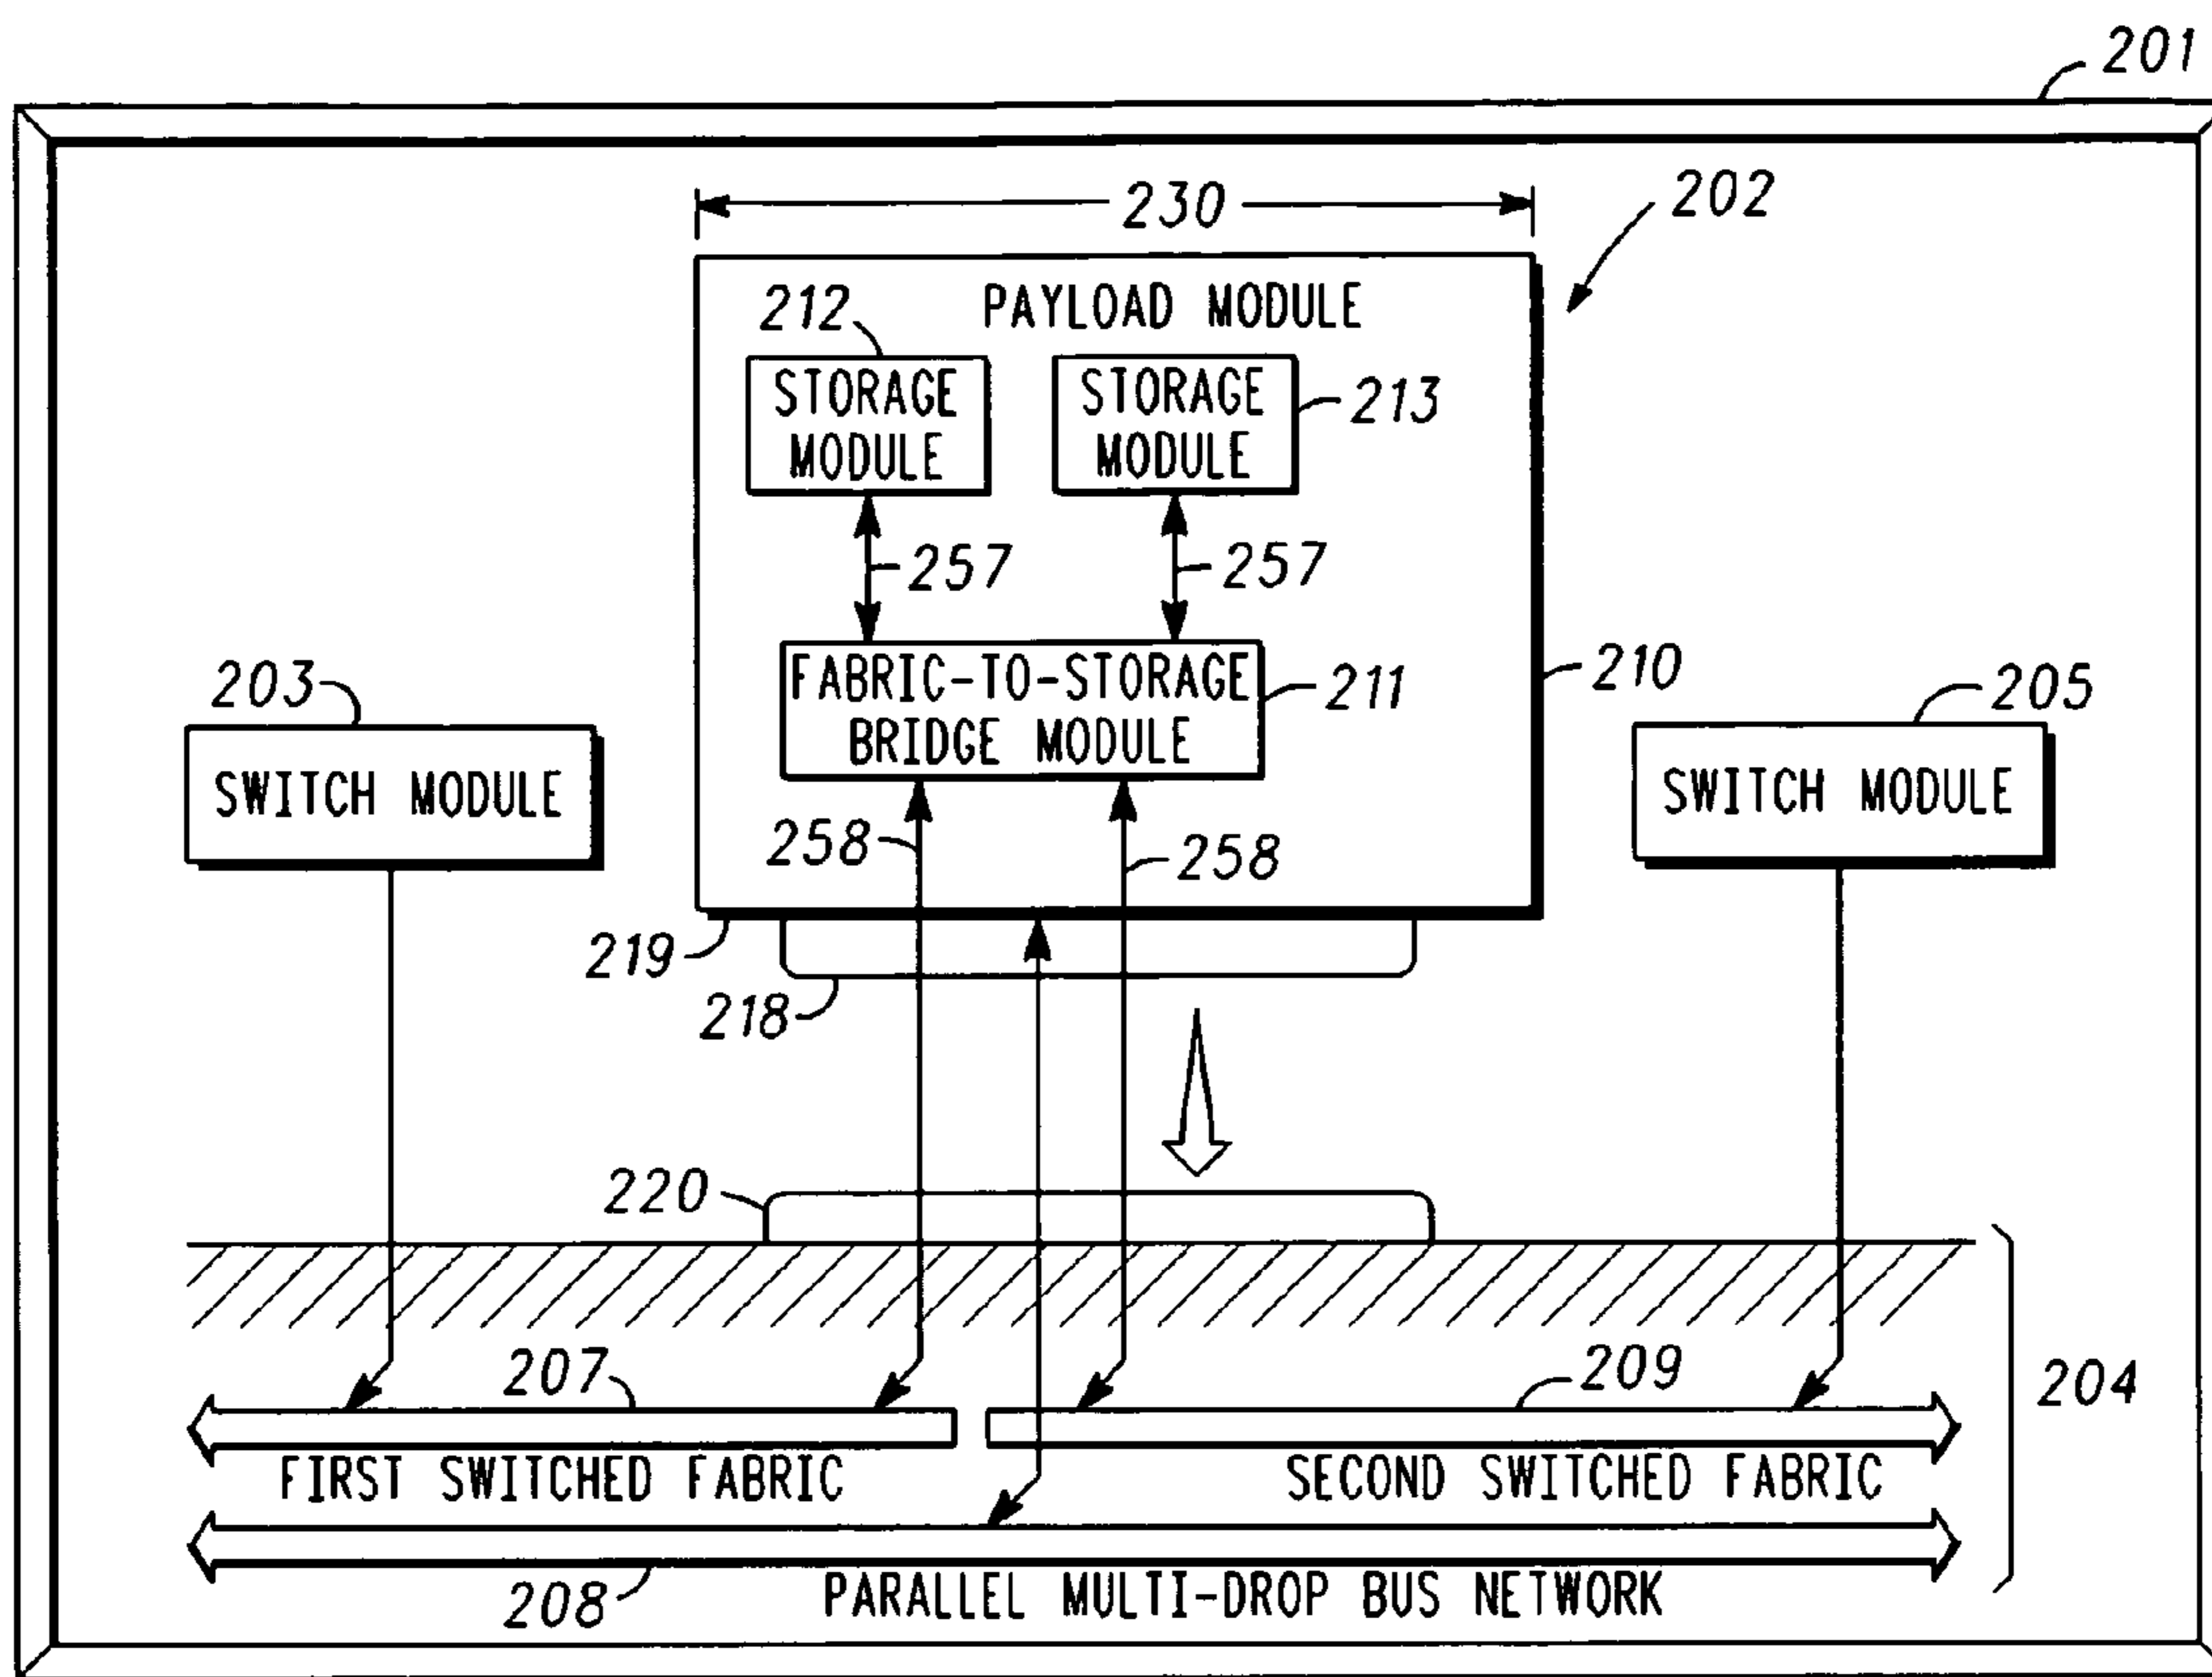 201
230
202
PAYLOAD MODULE
212
STORAGE
MODULE
STORAGE
MODULE
213
257
257
FABRIC-TO-STORAGE
BRIDGE MODULE
211
210
203
SWITCH MODULE
205
SWITCH MODULE
258
258
219
218
220
207
209
204
FIRST SWITCHED FABRIC
SECOND SWITCHED FABRIC
208
PARALLEL MULTI-DROP BUS NETWORK